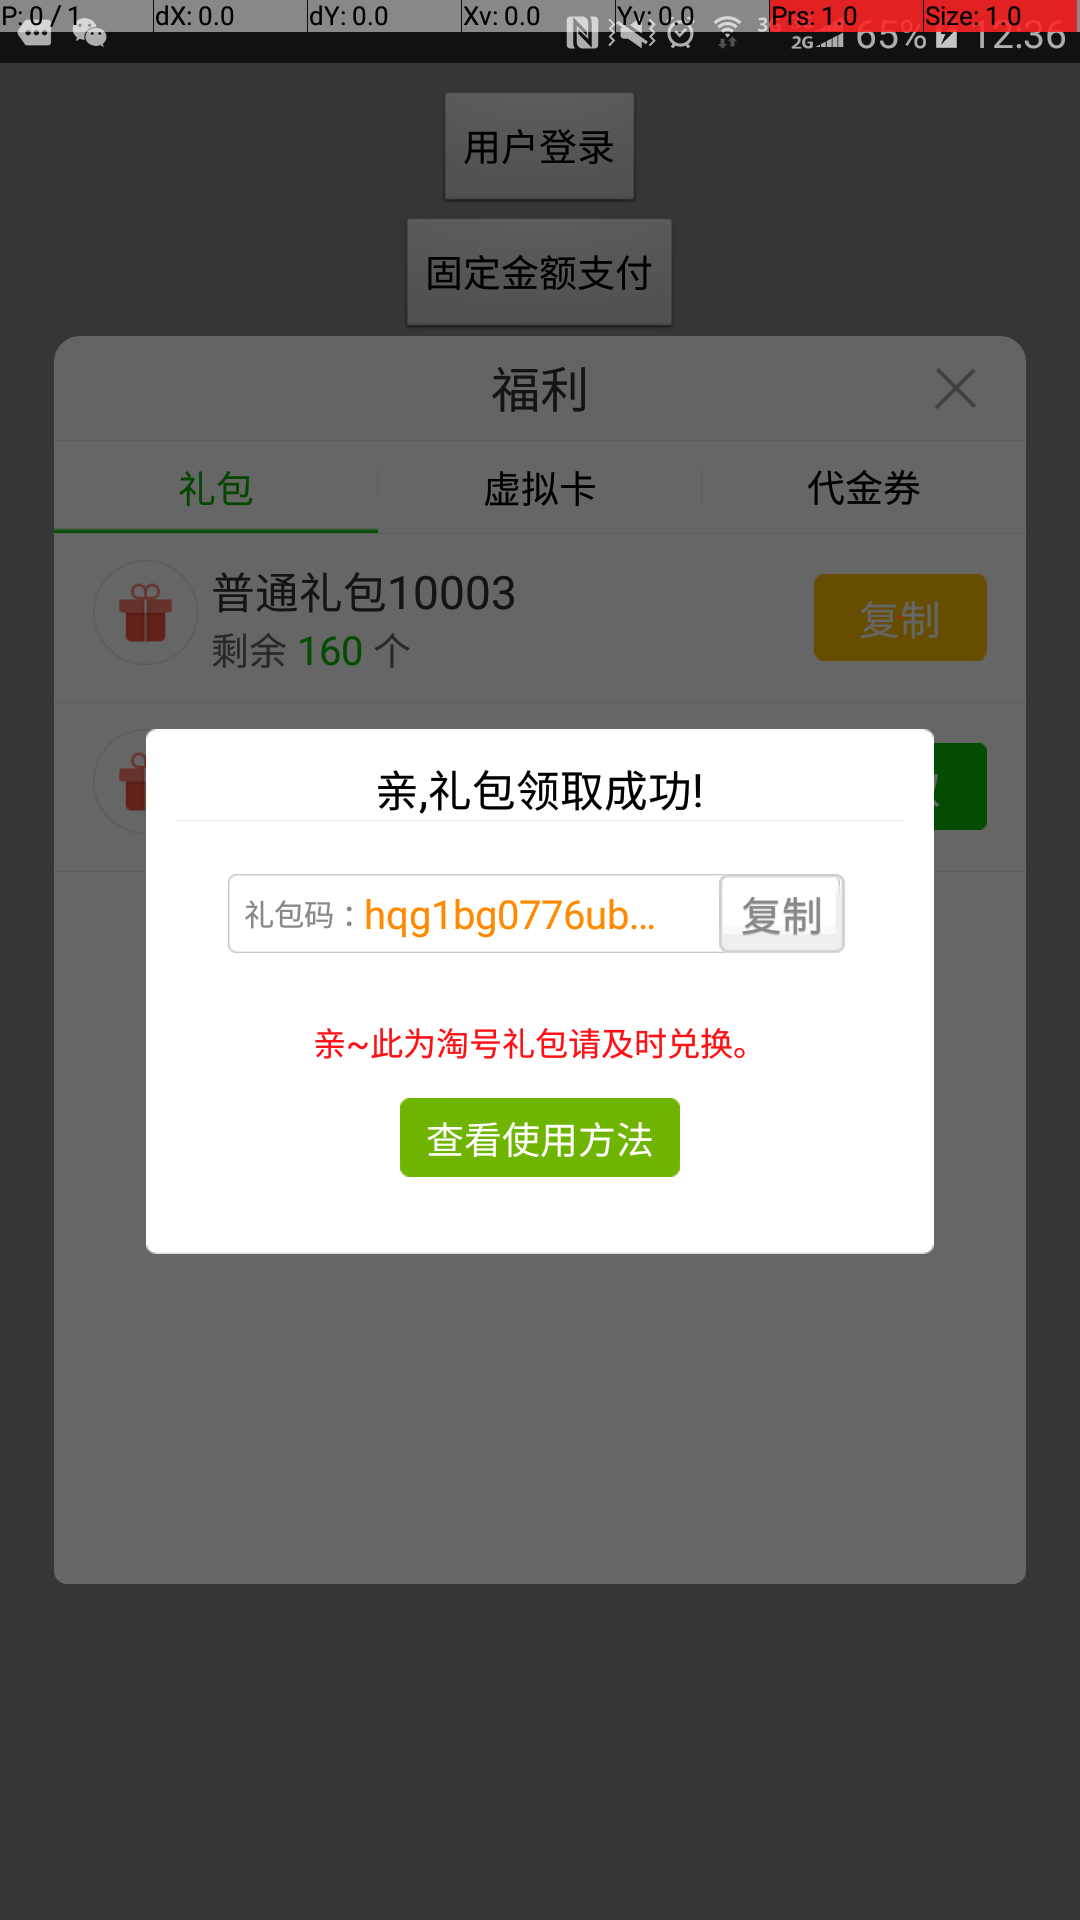 P: 0 / 1 dX: 0.0 dY: 0.0 Xv: 0.0 Yv: 0.0 Prs: 1.0 Size: 1.0
2G 65% 12:36
用户登录
固定金额支付
福利
礼包 虚拟卡 代金券
普通礼包10003
剩余 160 个
复制
亲,礼包领取成功!
礼包码：hqg1bg0776ub... 复制
亲~此为淘号礼包请及时兑换。
查看使用方法